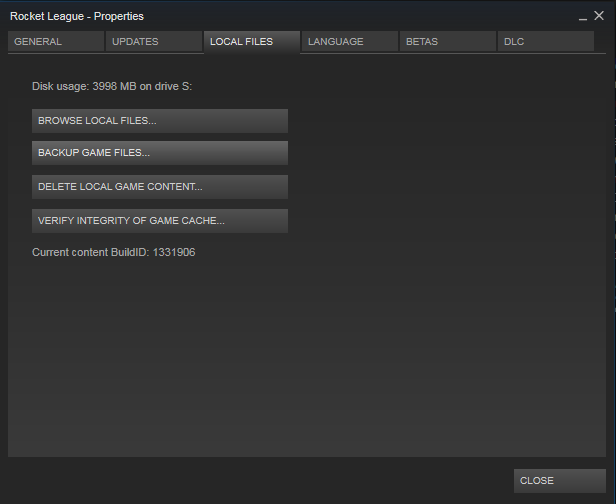 Rocket League - Properties
GENERAL UPDATES LOCAL FILES LANGUAGE BETAS DLC
Disk usage: 3998 MB on drive S:
BROWSE LOCAL FILES...
BACKUP GAME FILES...
DELETE LOCAL GAME CONTENT...
VERIFY INTEGRITY OF GAME CACHE...
Current content BuildID: 1331906
CLOSE